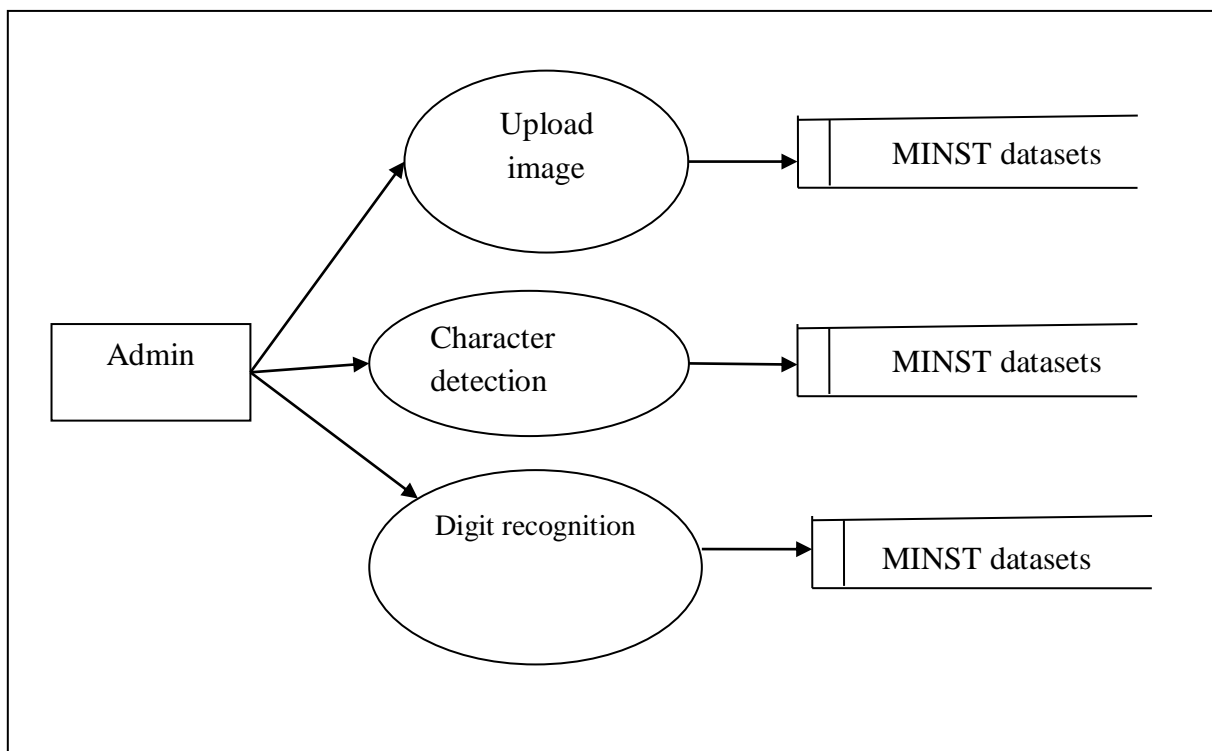 Upload
image
MINST datasets
Admin
Character
detection
MINST datasets
Digit recognition
MINST datasets